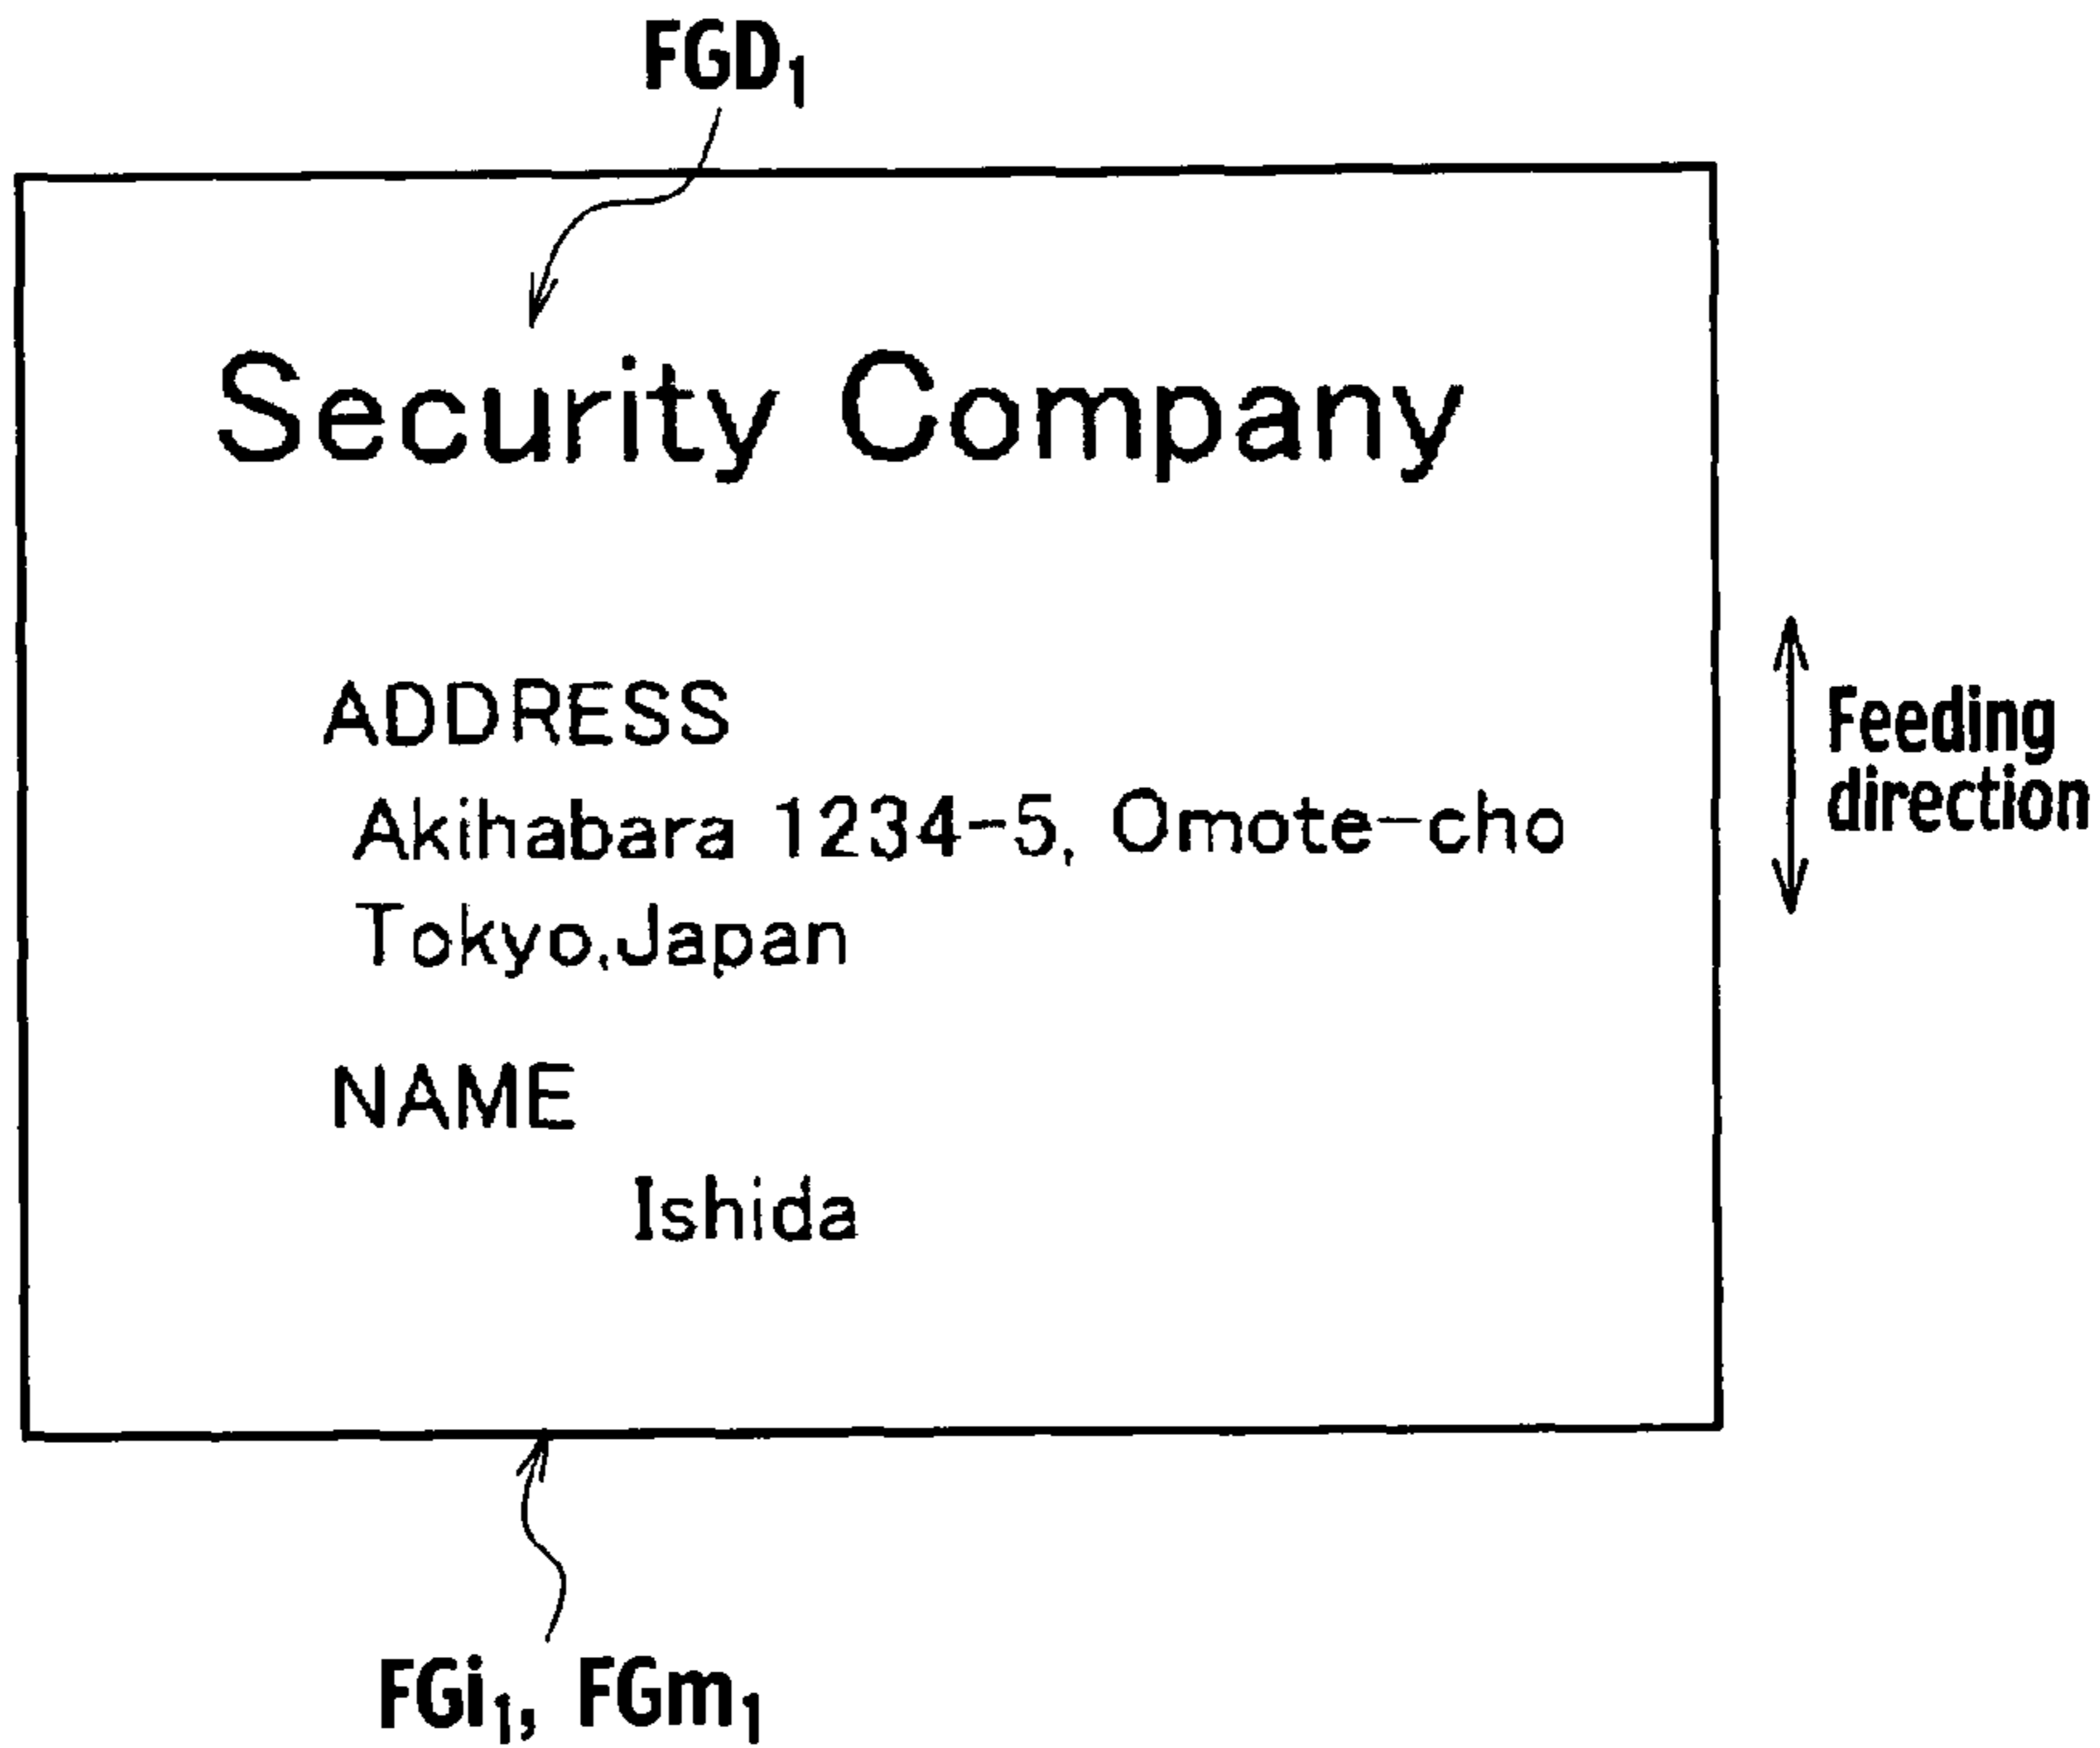 FGD1
Security Company
ADDRESS
Akihabara 1234-5, Omote-cho
Tokyo,Japan
NAME
Ishida
Feeding
direction
FGi1, FGm1